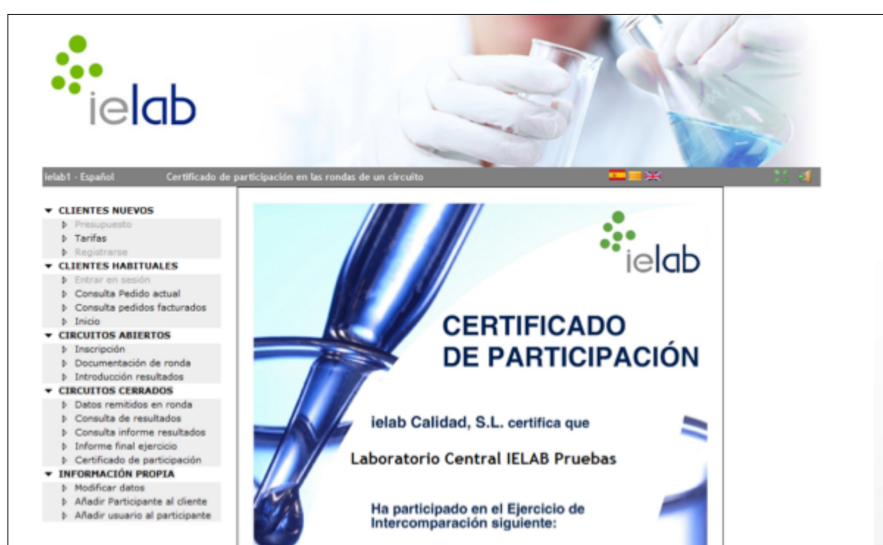 ielab
ielab1 - Español
Certificado de participación en las rondas de un circuito
CLIENTES NUEVOS
Presupuesto
Tarifas
Registrarse
CLIENTES HABITUALES
Entrar en sesión
Consulta Pedido actual
Consulta pedidos facturados
Inicio
CIRCUITOS ABIERTOS
Inscripción
Documentación de ronda
Introducción resultados
CIRCUITOS CERRADOS
Datos remitidos en ronda
Consulta de resultados
Consulta informe resultados
Informe final ejercicio
Certificado de participación
INFORMACIÓN PROPIA
Modificar datos
Añadir Participante al cliente
Añadir usuario al participante
ielab
CERTIFICADO
DE PARTICIPACIÓN
ielab Calidad, S.L. certifica que
Laboratorio Central IELAB Pruebas
Ha participado en el Ejercicio de
Intercomparación siguiente: